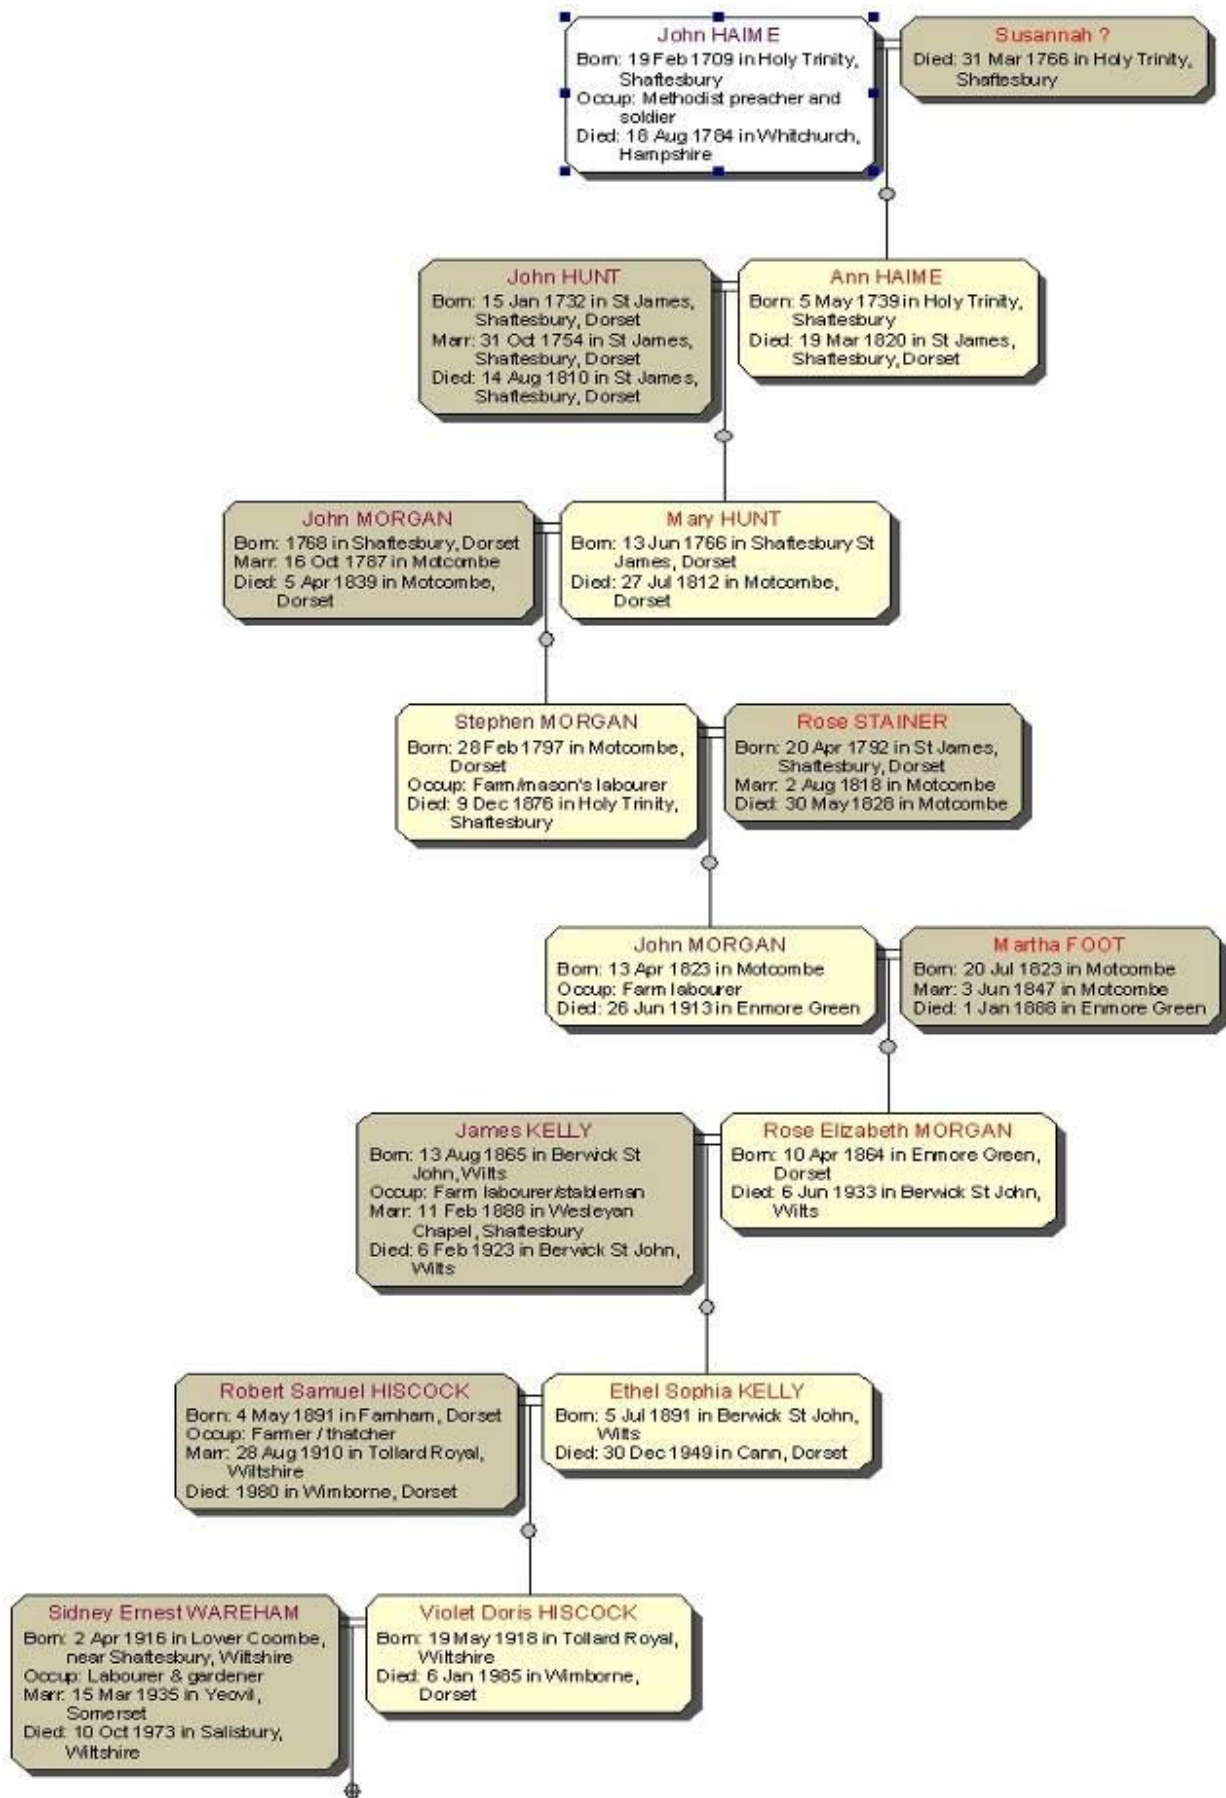 John HAIME
Born: 19 Feb 1709 in Holy Trinity,
Shaftesbury
Occup: Methodist preacher and
soldier
Died: 18 Aug 1784 in Whitchurch,
Hampshire
Susannah ?
Died: 31 Mar 1766 in Holy Trinity,
Shaftesbury
John HUNT
Born: 15 Jan 1732 in St James,
Shaftesbury, Dorset
Marr: 31 Oct 1754 in St James,
Shaftesbury, Dorset
Died: 14 Aug 1810 in St James,
Shaftesbury, Dorset
Ann HAIME
Born: 5 May 1739 in Holy Trinity,
Shaftesbury
Died: 19 Mar 1820 in St James,
Shaftesbury, Dorset
John MORGAN
Born: 1768 in Shaftesbury, Dorset
Marr: 16 Oct 1787 in Motcombe
Died: 5 Apr 1839 in Motcombe,
Dorset
Mary HUNT
Born: 13 Jun 1766 in Shaftesbury St
James, Dorset
Died: 27 Jul 1812 in Motcombe,
Dorset
Stephen MORGAN
Born: 28 Feb 1797 in Motcombe,
Dorset
Occup: Farm/mason's labourer
Died: 9 Dec 1876 in Holy Trinity,
Shaftesbury
Rose STAINER
Born: 20 Apr 1792 in St James,
Shaftesbury, Dorset
Marr: 2 Aug 1818 in Motcombe
Died: 30 May 1828 in Motcombe
John MORGAN
Born: 13 Apr 1823 in Motcombe
Occup: Farm labourer
Died: 26 Jun 1913 in Enmore Green
Martha FOOT
Born: 20 Jul 1823 in Motcombe
Marr: 3 Jun 1847 in Motcombe
Died: 1 Jan 1888 in Enmore Green
James KELLY
Born: 13 Aug 1865 in Berwick St
John, Wilts
Occup: Farm labourer/stableman
Marr: 11 Feb 1888 in Wesleyan
Chapel, Shaftesbury
Died: 6 Feb 1923 in Berwick St John,
Wilts
Rose Elizabeth MORGAN
Born: 10 Apr 1864 in Enmore Green,
Dorset
Died: 6 Jun 1933 in Berwick St John,
Wilts
Robert Samuel HISCOCK
Born: 4 May 1891 in Farnham, Dorset
Occup: Farmer / thatcher
Marr: 28 Aug 1910 in Tollard Royal,
Wiltshire
Died: 1980 in Wimborne, Dorset
Ethel Sophia KELLY
Born: 5 Jul 1891 in Berwick St John,
Wilts
Died: 30 Dec 1949 in Cann, Dorset
Sidney Ernest WAREHAM
Born: 2 Apr 1916 in Lover Coombe,
near Shaftesbury, Wiltshire
Occup: Labourer & gardener
Marr: 15 Mar 1935 in Yeovil,
Somerset
Died: 10 Oct 1973 in Salisbury,
Wiltshire
Violet Doris HISCOCK
Born: 19 May 1918 in Tollard Royal,
Wiltshire
Died: 6 Jan 1985 in Wimborne,
Dorset